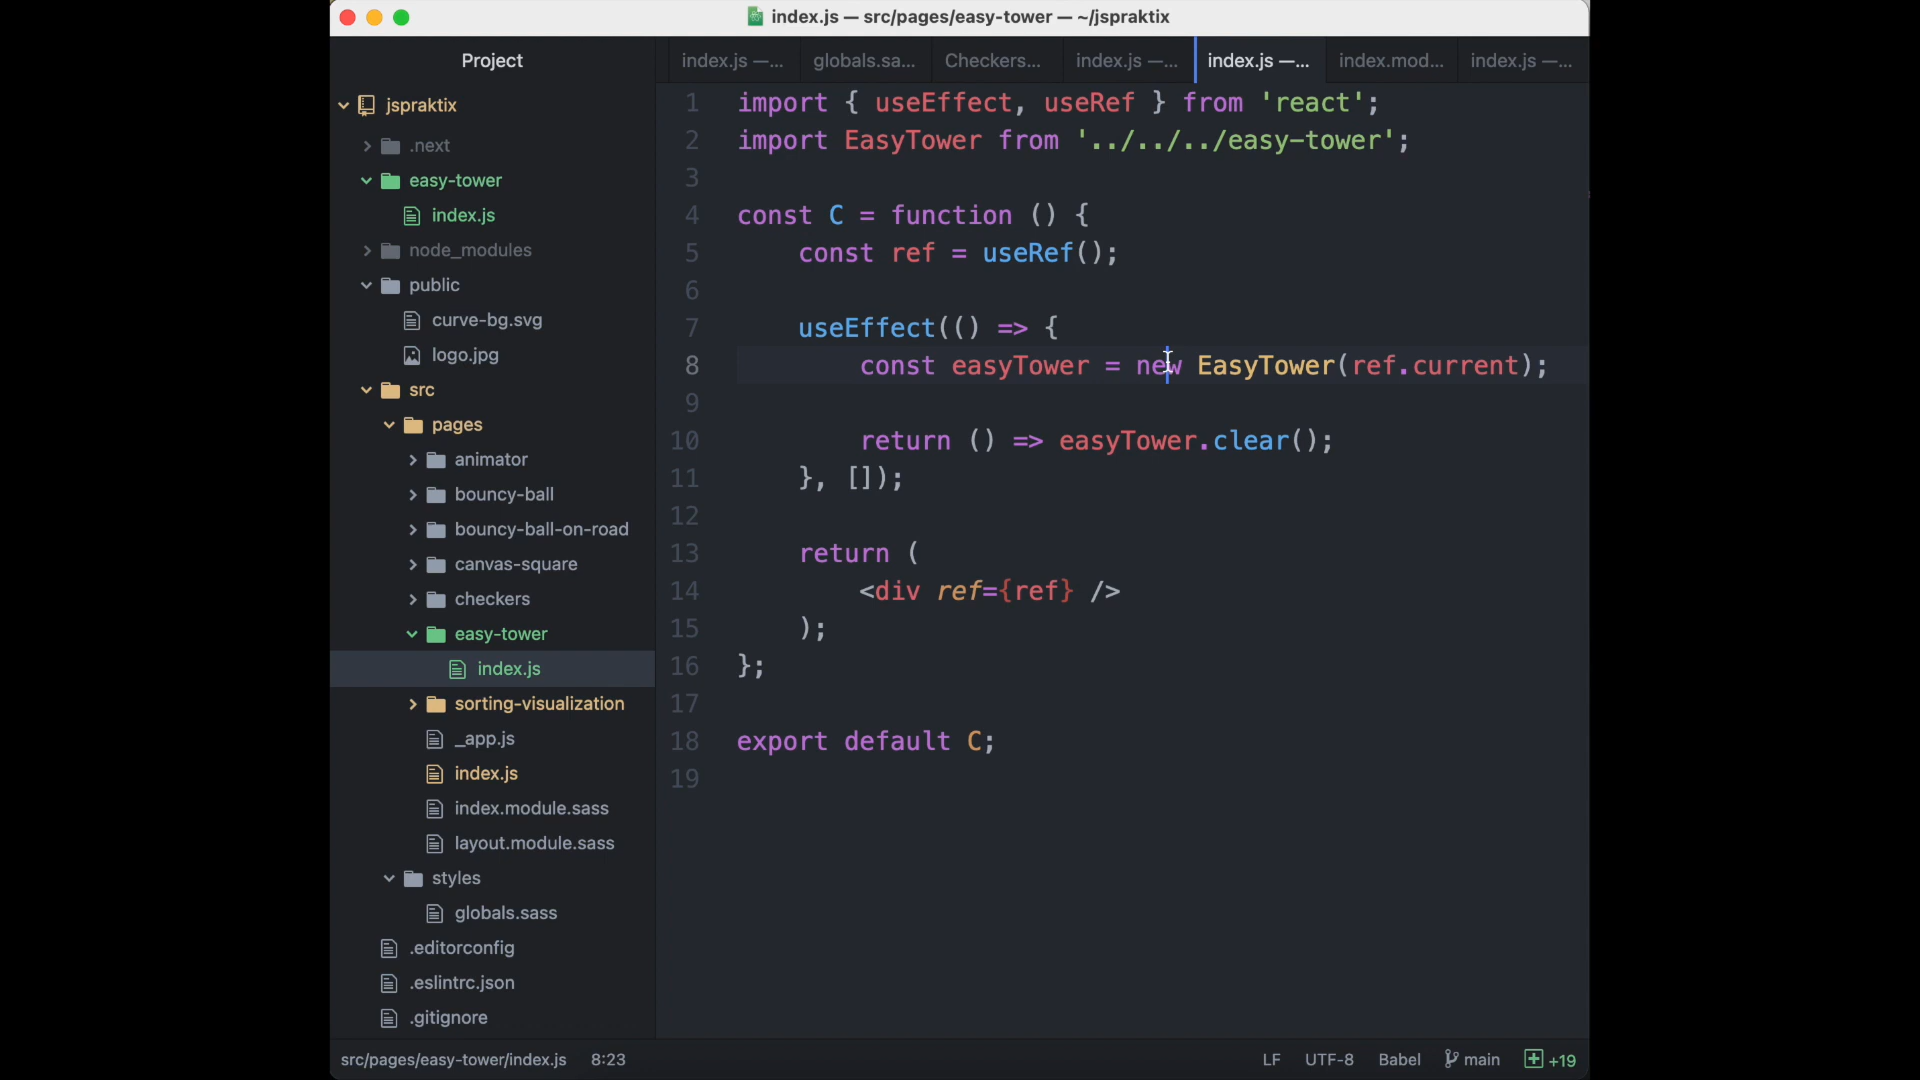 index.js — src/pages/easy-tower — ~/jspraktix
Project
index.js —...
globals.sa...
Checkers...
index.js —...
index.js —...
index.mod...
index.js —...
jspraktix
.next
easy-tower
index.js
node_modules
public
curve-bg.svg
logo.jpg
src
pages
animator
bouncy-ball
bouncy-ball-on-road
canvas-square
checkers
easy-tower
index.js
sorting-visualization
_app.js
index.js
index.module.sass
layout.module.sass
styles
globals.sass
.editorconfig
.eslintrc.json
.gitignore
1 import { useEffect, useRef } from 'react';
2 import EasyTower from '../../../easy-tower';
3
4 const C = function () {
5 const ref = useRef();
6
7 useEffect(() => {
8 const easyTower = new EasyTower(ref.current);
9
10 return () => easyTower.clear();
11 }, []);
12
13 return (
14 <div ref={ref} />
15 );
16 };
17
18 export default C;
19
src/pages/easy-tower/index.js 8:23 LF UTF-8 Babel main +19